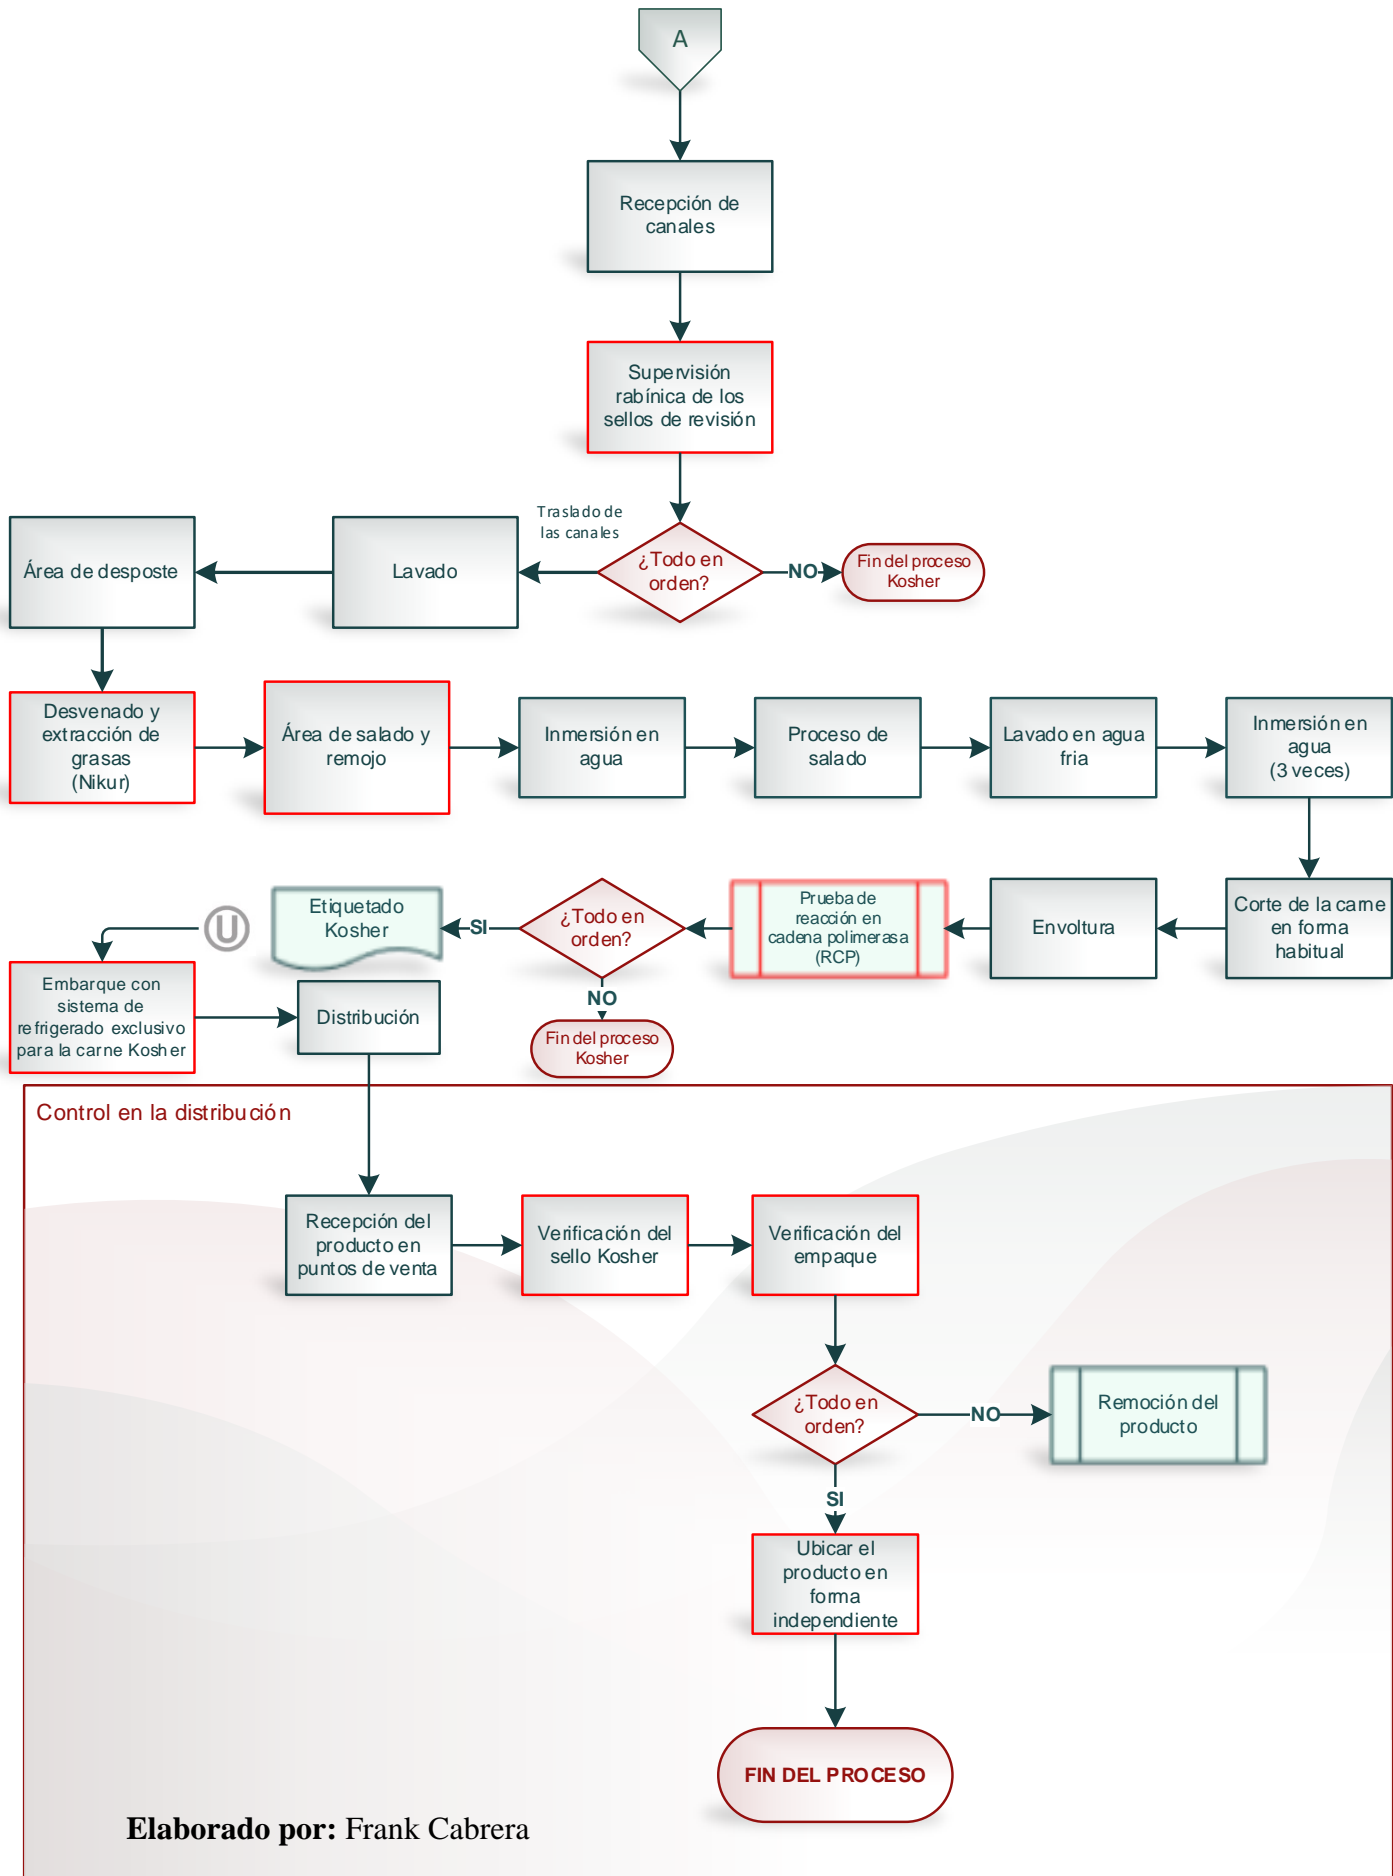 A
Recepción de
canales
Supervisión
rabínica de los
sellos de revisión
¿Todo en
orden?
NO
Fin del proceso
Kosher
Traslado de
las canales
Lavado
Área de desposte
Desvenado y
extracción de
grasas
(Nikur)
Área de salado y
remojo
Inmersión en
agua
Proceso de
salado
Lavado en agua
fria
Inmersión en
agua
(3 veces)
Corte de la carne
en forma
habitual
Envoltura
Prueba de
reacción en
cadena polimerasa
(RCP)
¿Todo en
orden?
NO
Fin del proceso
Kosher
SI
Etiquetado
Kosher
U
Embarque con
sistema de
refrigerado exclusivo
para la carne Kosher
Distribución
Control en la distribución
Recepción del
producto en
puntos de venta
Verificación del
sello Kosher
Verificación del
empaque
¿Todo en
orden?
NO
Remoción del
producto
SI
Ubicar el
producto en
forma
independiente
FIN DEL PROCESO
Elaborado por: Frank Cabrera